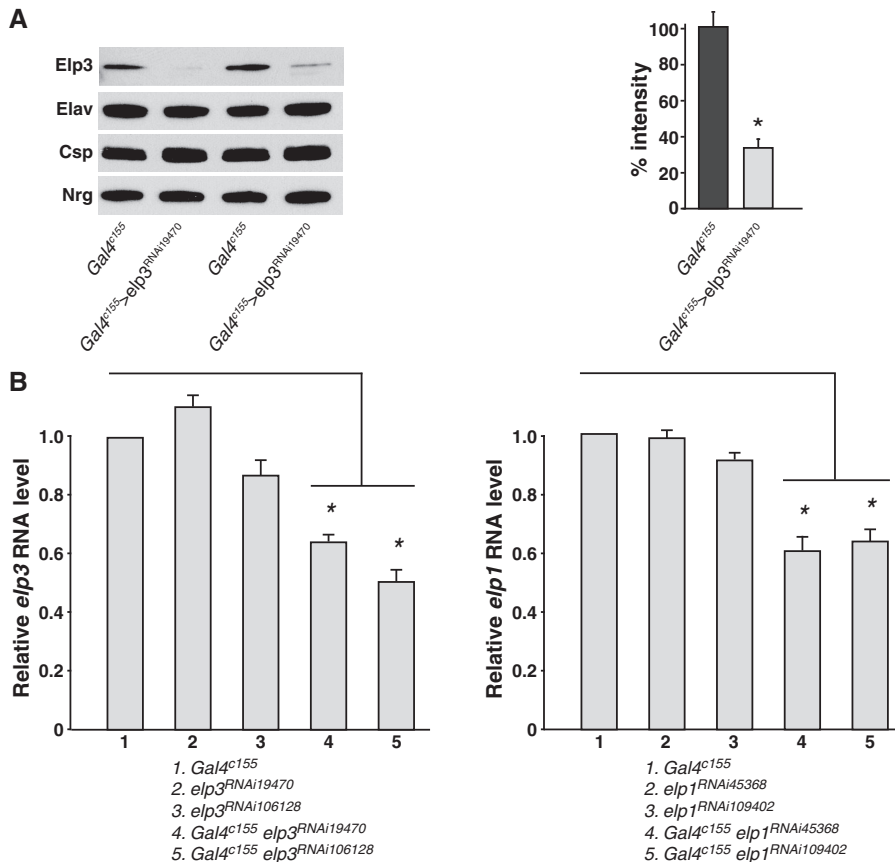 A
Elp3
Elav
Csp
Nrg
Gal4c155
Gal4c155>elp3RNAi19470
Gal4c155
Gal4c155>elp3RNAi19470
% intensity
100
80
60
40
20
0
*
Gal4c155
Gal4c155>elp3RNAi19470
B
Relative elp3 RNA level
1.0
0.8
0.6
0.4
0.2
0
*
*
1 2 3 4 5
1. Gal4c155
2. elp3RNAi19470
3. elp3RNAi106128
4. Gal4c155 elp3RNAi19470
5. Gal4c155 elp3RNAi106128
Relative elp1 RNA level
1.0
0.8
0.6
0.4
0.2
0
*
*
1 2 3 4 5
1. Gal4c155
2. elp1RNAi45368
3. elp1RNAi109402
4. Gal4c155 elp1RNAi45368
5. Gal4c155 elp1RNAi109402